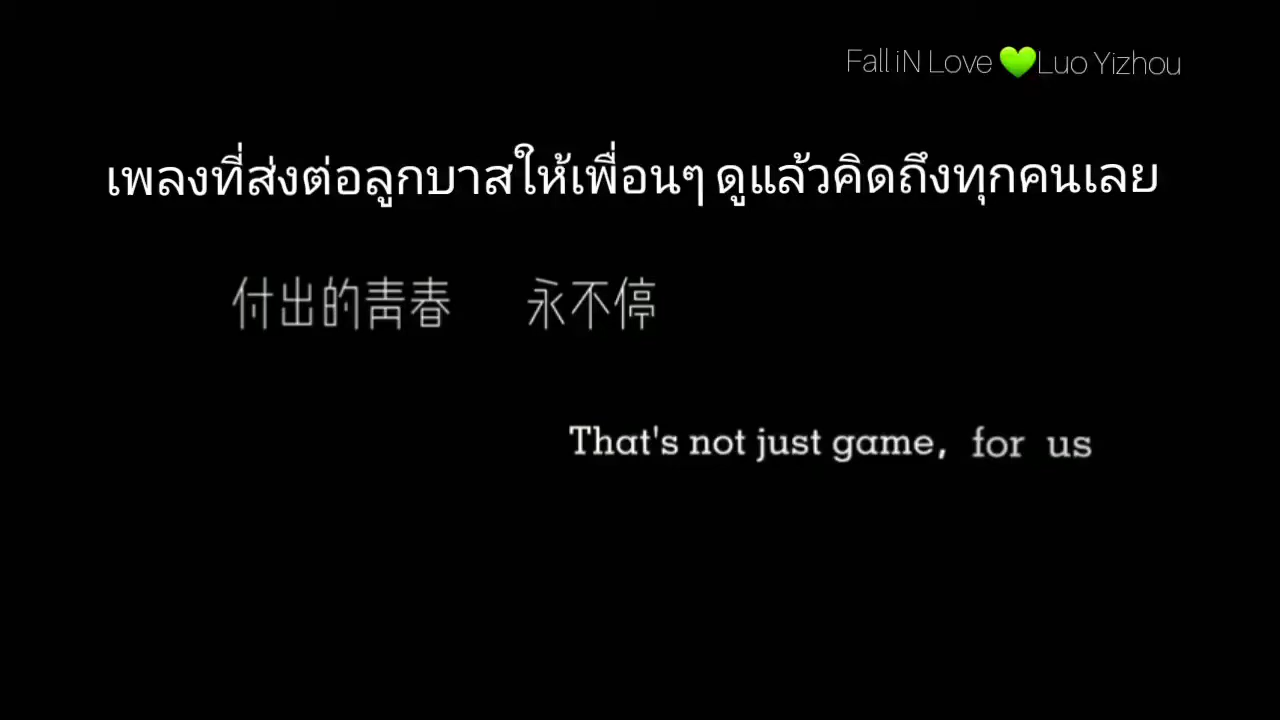 Fall iN Love 💚Luo Yizhou
เพลงที่ส่งต่อลูกบาสให้เพื่อนๆ ดูแล้วคิดถึงทุกคนเลย
付出的青春 永不停
That's not just game, for us